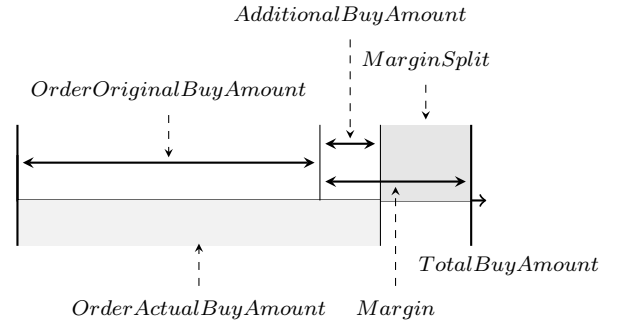 AdditionalBuyAmount
MarginSplit
OrderOriginalBuyAmount
TotalBuyAmount
OrderActualBuyAmount
Margin